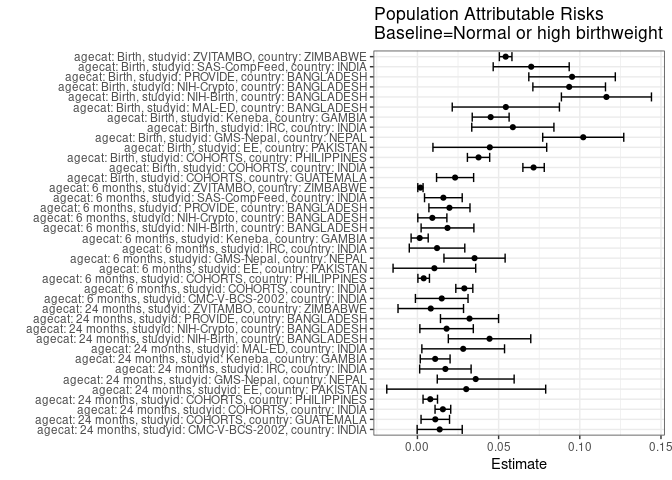 Population Attributable Risks
Baseline=Normal or high birthweight
agecat: Birth, studyid: ZVITAMBO, country: ZIMBABWE
agecat: Birth, studyid: SAS-CompFeed, country: INDIA
agecat: Birth, studyid: PROVIDE, country: BANGLADESH
agecat: Birth, studyid: NIH-Crypto, country: BANGLADESH
agecat: Birth, studyid: NIH-Birth, country: BANGLADESH
agecat: Birth, studyid: MAL-ED, country: BANGLADESH
agecat: Birth, studyid: Keneba, country: GAMBIA
agecat: Birth, studyid: IRC, country: INDIA
agecat: Birth, studyid: GMS-Nepal, country: NEPAL
agecat: Birth, studyid: EE, country: PAKISTAN
agecat: Birth, studyid: COHORTS, country: PHILIPPINES
agecat: Birth, studyid: COHORTS, country: INDIA
agecat: Birth, studyid: COHORTS, country: GUATEMALA
agecat: 6 months, studyid: ZVITAMBO, country: ZIMBABWE
agecat: 6 months, studyid: SAS-CompFeed, country: INDIA
agecat: 6 months, studyid: PROVIDE, country: BANGLADESH
agecat: 6 months, studyid: NIH-Crypto, country: BANGLADESH
agecat: 6 months, studyid: NIH-Birth, country: BANGLADESH
agecat: 6 months, studyid: Keneba, country: GAMBIA
agecat: 6 months, studyid: IRC, country: INDIA
agecat: 6 months, studyid: GMS-Nepal, country: NEPAL
agecat: 6 months, studyid: EE, country: PAKISTAN
agecat: 6 months, studyid: COHORTS, country: PHILIPPINES
agecat: 6 months, studyid: COHORTS, country: INDIA
agecat: 6 months, studyid: CMC-V-BCS-2002, country: INDIA
agecat: 24 months, studyid: ZVITAMBO, country: ZIMBABWE
agecat: 24 months, studyid: PROVIDE, country: BANGLADESH
agecat: 24 months, studyid: NIH-Crypto, country: BANGLADESH
agecat: 24 months, studyid: NIH-Birth, country: BANGLADESH
agecat: 24 months, studyid: MAL-ED, country: INDIA
agecat: 24 months, studyid: Keneba, country: GAMBIA
agecat: 24 months, studyid: IRC, country: INDIA
agecat: 24 months, studyid: GMS-Nepal, country: NEPAL
agecat: 24 months, studyid: EE, country: PAKISTAN
agecat: 24 months, studyid: COHORTS, country: PHILIPPINES
agecat: 24 months, studyid: COHORTS, country: INDIA
agecat: 24 months, studyid: COHORTS, country: GUATEMALA
agecat: 24 months, studyid: CMC-V-BCS-2002, country: INDIA
0.00 0.05 0.10 0.15
Estimate